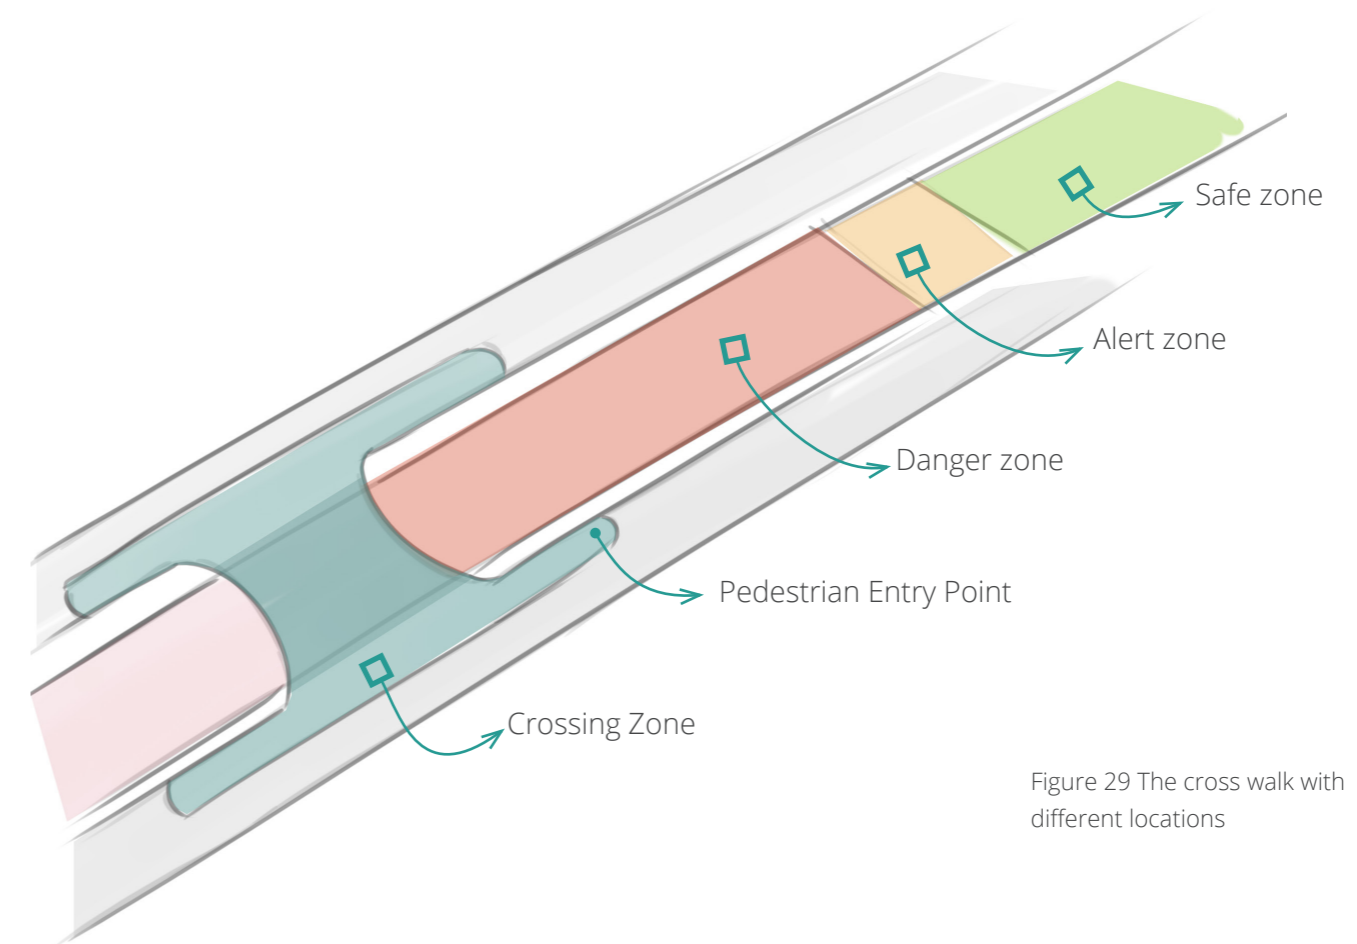 Safe zone
Alert zone
Danger zone
Pedestrian Entry Point
Crossing Zone
Figure 29 The cross walk with
different locations